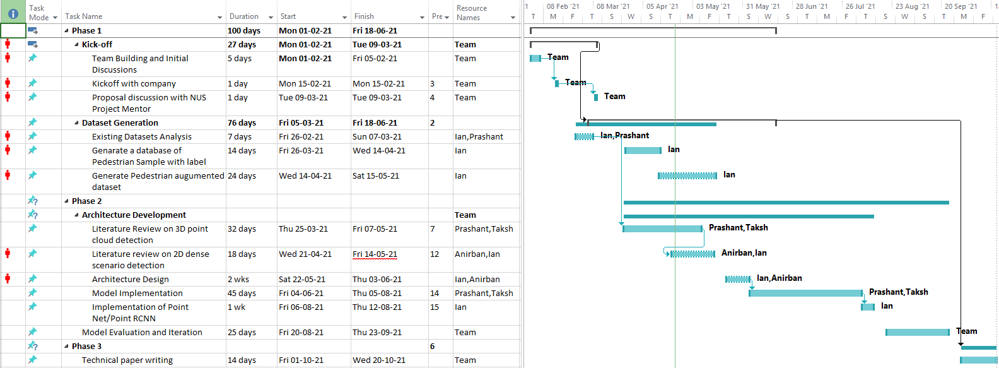 Task Mode Task Name Duration Start Finish Pre Resource Names
Phase 1 100 days Mon 01-02-21 Fri 18-06-21
Kick-off 27 days Mon 01-02-21 Tue 09-03-21 Team
Team Building and Initial Discussions 5 days Mon 01-02-21 Fri 05-02-21 Team
Kickoff with company 1 day Mon 15-02-21 Mon 15-02-21 3 Team
Proposal discussion with NUS Project Mentor 1 day Tue 09-03-21 Tue 09-03-21 4 Team
Dataset Generation 76 days Fri 05-03-21 Fri 18-06-21 2
Existing Datasets Analysis 7 days Fri 26-02-21 Sun 07-03-21 Ian,Prashant
Genarate a database of Pedestrian Sample with label 14 days Fri 26-03-21 Wed 14-04-21 Ian
Generate Pedestrian augumented dataset 24 days Wed 14-04-21 Sat 15-05-21 Ian
Phase 2
Architecture Development Team
Literature Review on 3D point cloud detection 32 days Thu 25-03-21 Fri 07-05-21 7 Prashant,Taksh
Literature review on 2D dense scenario detection 18 days Wed 21-04-21 Fri 14-05-21 12 Anirban,Ian
Architecture Design 2 wks Sat 22-05-21 Thu 03-06-21 Ian,Anirban
Model Implementation 45 days Fri 04-06-21 Thu 05-08-21 14 Prashant,Taksh
Implementation of Point Net/Point RCNN 1 wk Fri 06-08-21 Thu 12-08-21 15 Ian
Model Evaluation and Iteration 25 days Fri 20-08-21 Thu 23-09-21 Team
Phase 3 6
Technical paper writing 14 days Fri 01-10-21 Wed 20-10-21 Team
08 Feb '21 08 Mar '21 05 Apr '21 03 May '21 31 May '21 28 Jun '21 26 Jul '21 23 Aug '21 20 Sep '21
T F S W T M F S T W M F T S W M F
Team
Team
Team
Ian,Prashant
Ian
Ian
Prashant,Taksh
Anirban,Ian
Ian,Anirban
Prashant,Taksh
Ian
Team